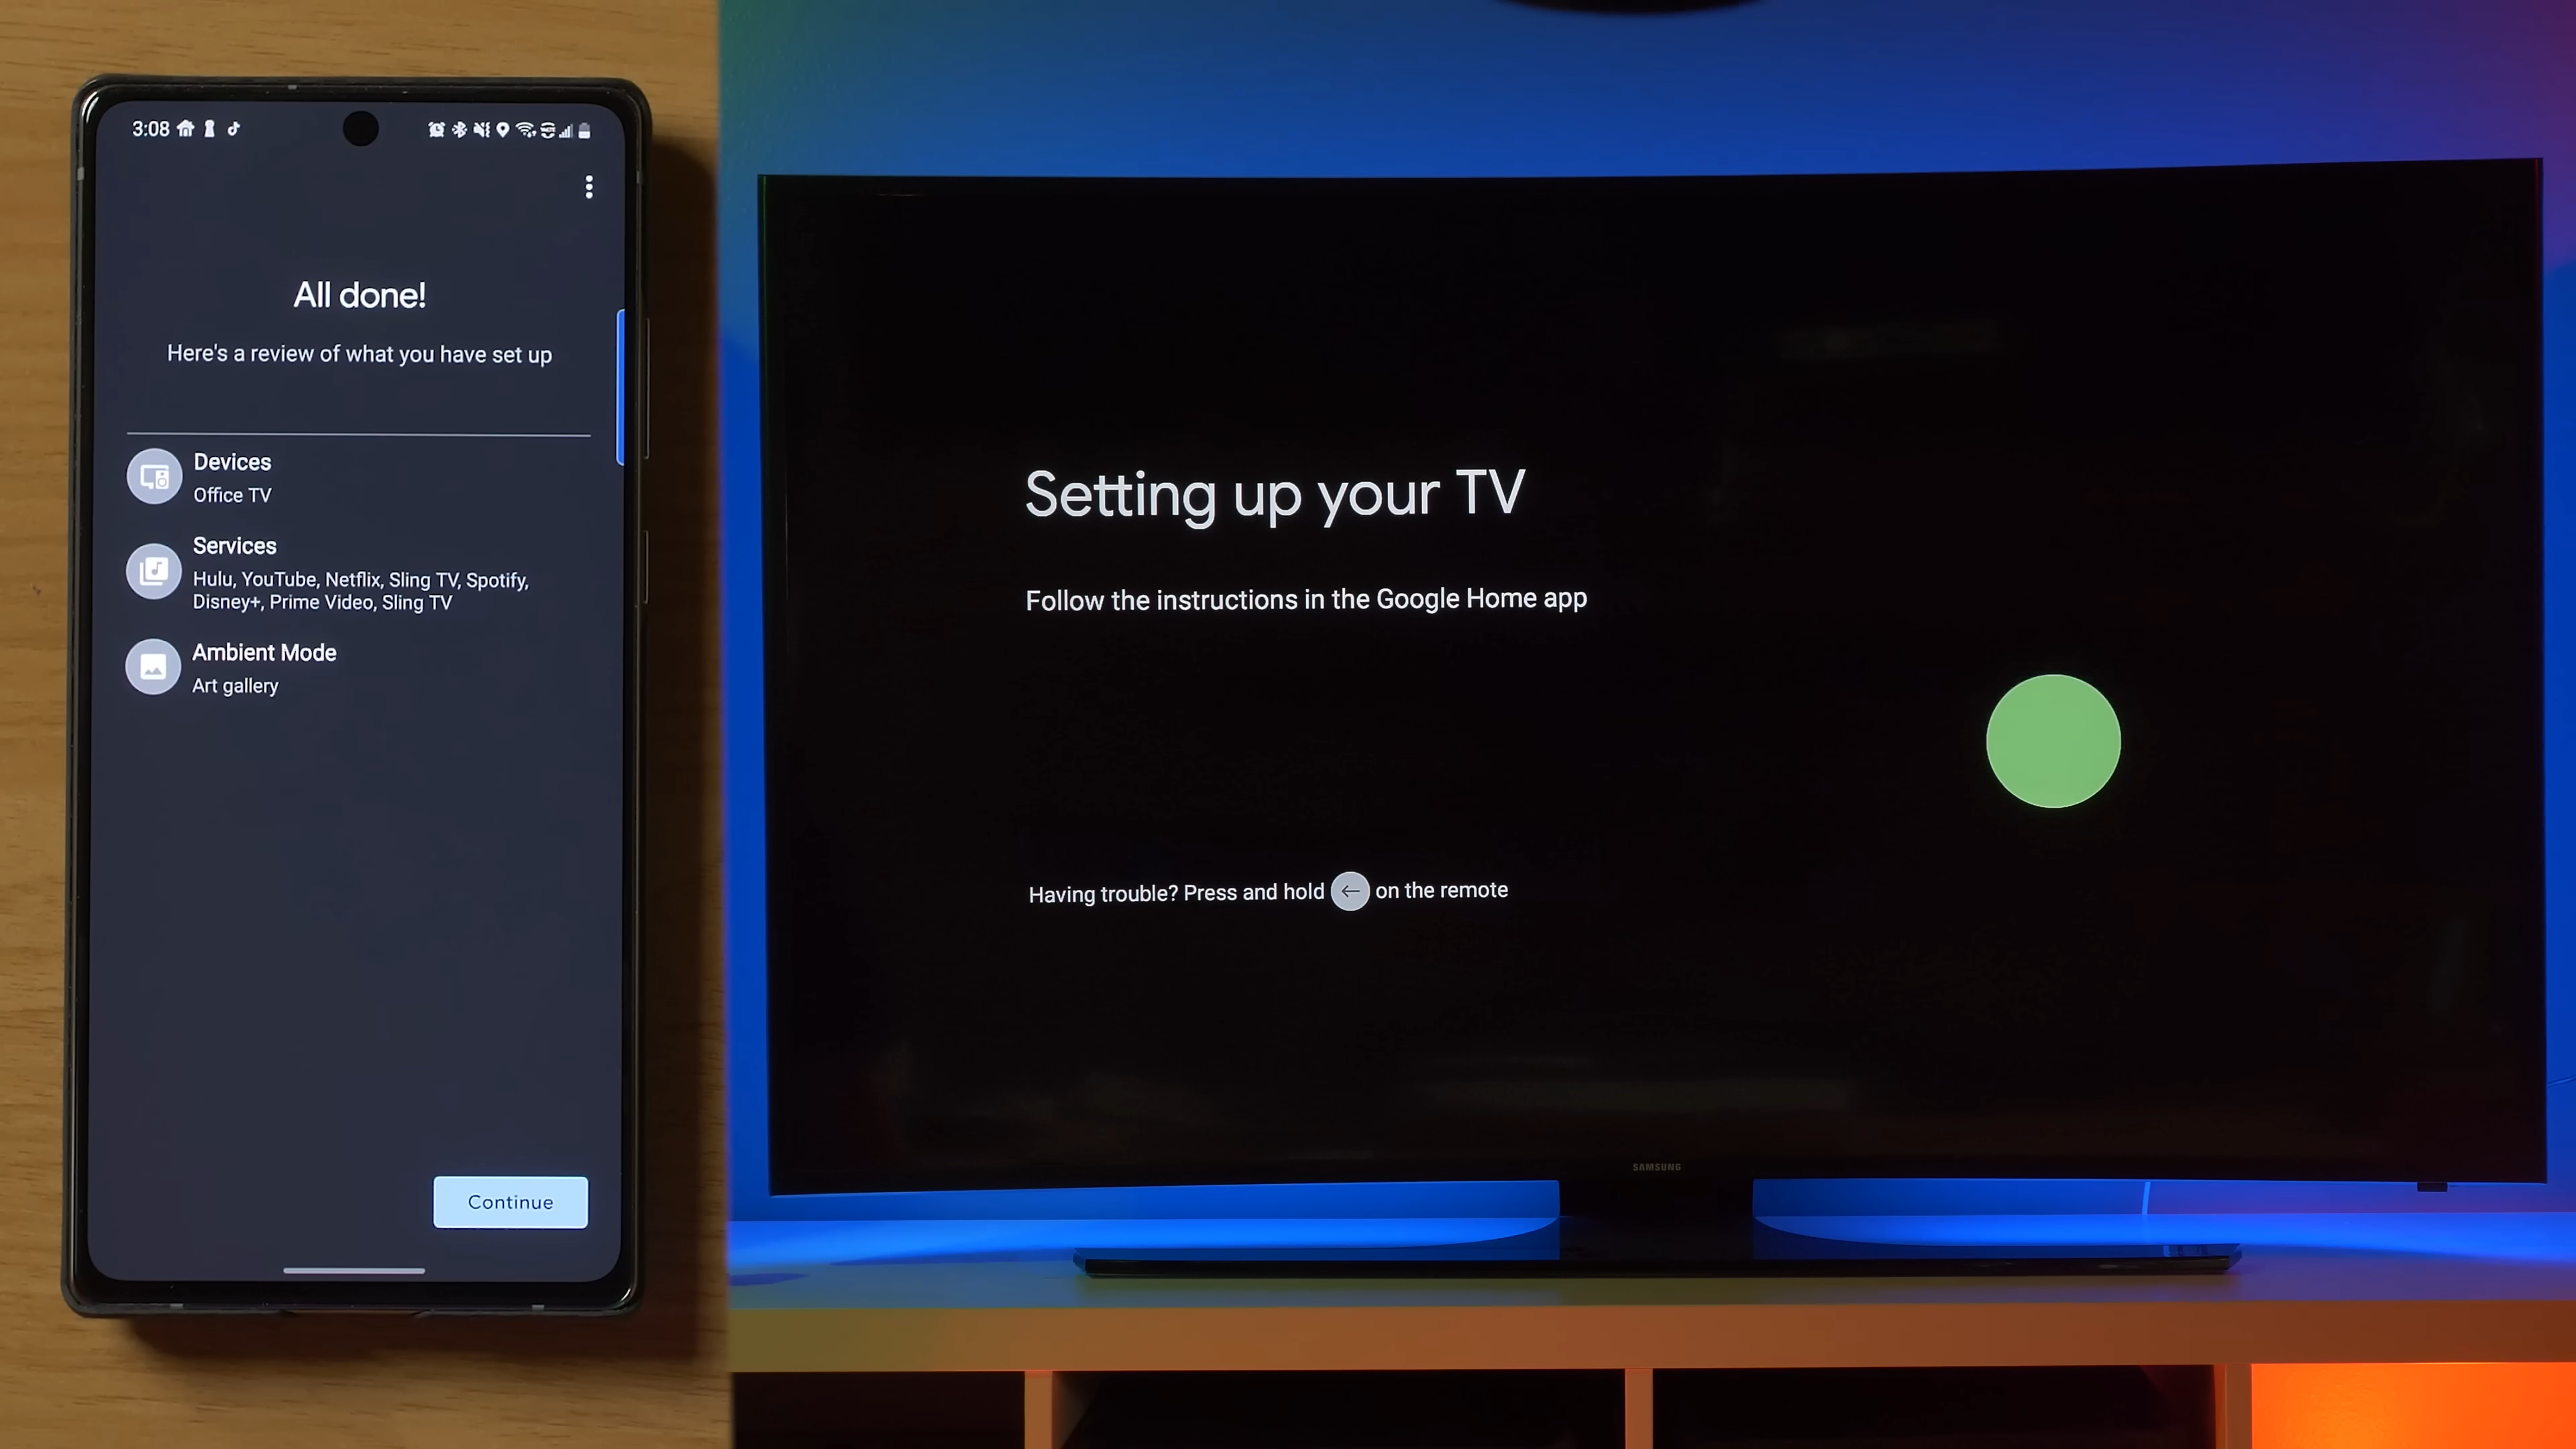 3:08
All done!
Here's a review of what you have set up
Devices
Office TV
Services
Hulu, YouTube, Netflix, Sling TV, Spotify,
Disney+, Prime Video, Sling TV
Ambient Mode
Art gallery
Continue
Setting up your TV
Follow the instructions in the Google Home app
Having trouble? Press and hold ← on the remote
SAMSUNG